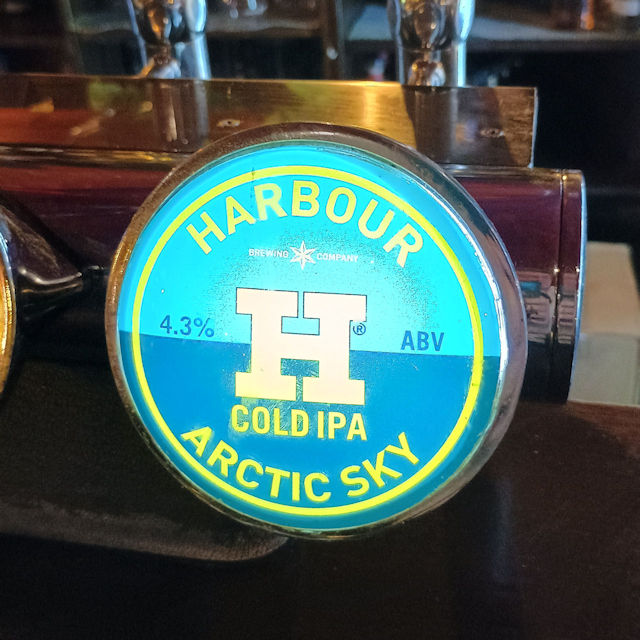 HARBOUR
BREWING COMPANY
H®
4.3% ABV
COLD IPA
ARCTIC SKY